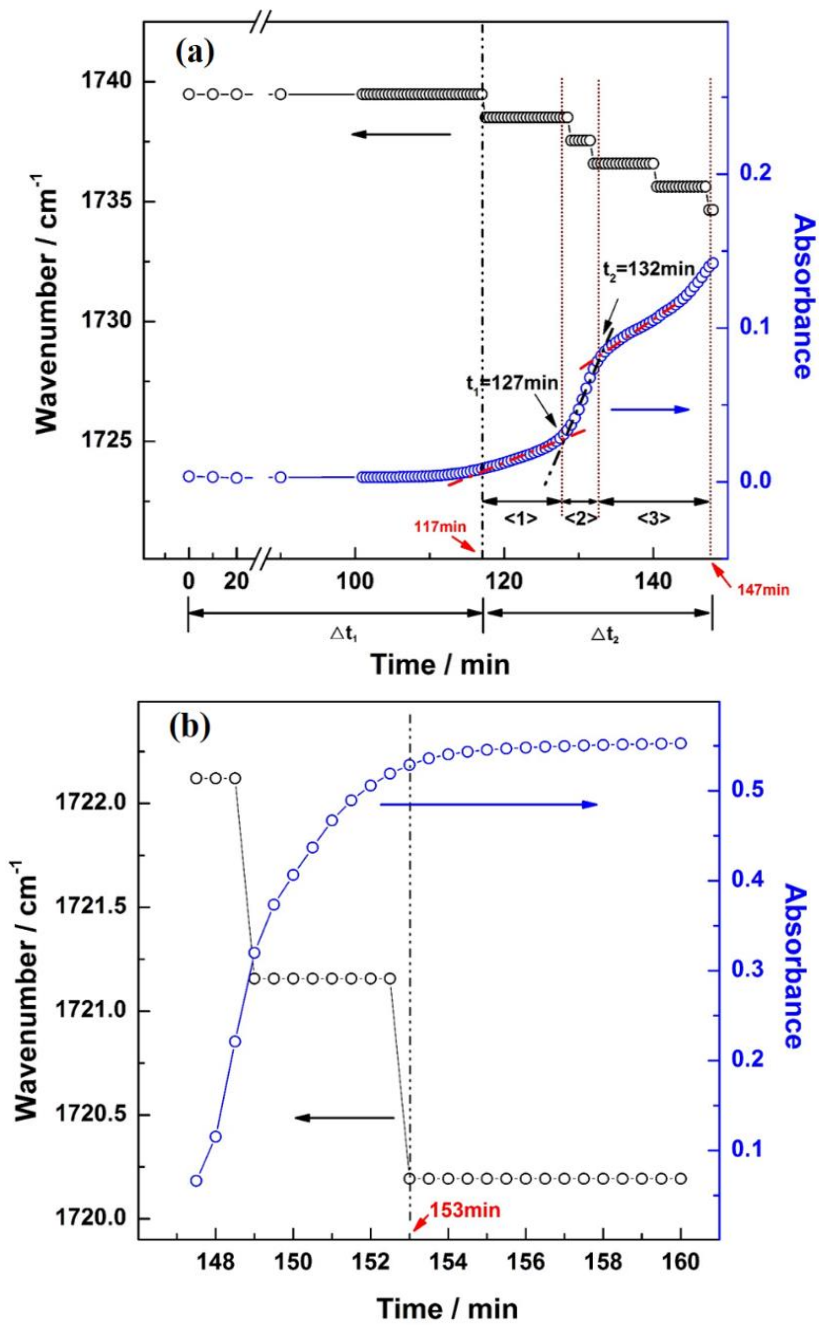 (a)
1740
1735
1730
1725
Wavenumber / cm⁻¹
0.2
0.1
0.0
Absorbance
t₂=132min
t₁=127min
<1>
<2>
<3>
117min
147min
0
20
100
120
140
△t₁
△t₂
Time / min
(b)
1722.0
1721.5
1721.0
1720.5
1720.0
Wavenumber / cm⁻¹
0.5
0.4
0.3
0.2
0.1
Absorbance
153min
148
150
152
154
156
158
160
Time / min